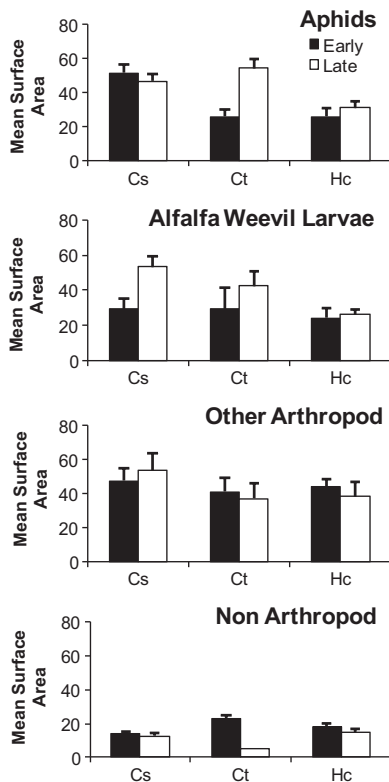 Aphids
Early
Late
Mean Surface
Area
80
60
40
20
0
Cs Ct Hc
Alfalfa Weevil Larvae
Mean Surface
Area
80
60
40
20
0
Cs Ct Hc
Other Arthropod
Mean Surface
Area
80
60
40
20
0
Cs Ct Hc
Non Arthropod
Mean Surface
Area
80
60
40
20
0
Cs Ct Hc